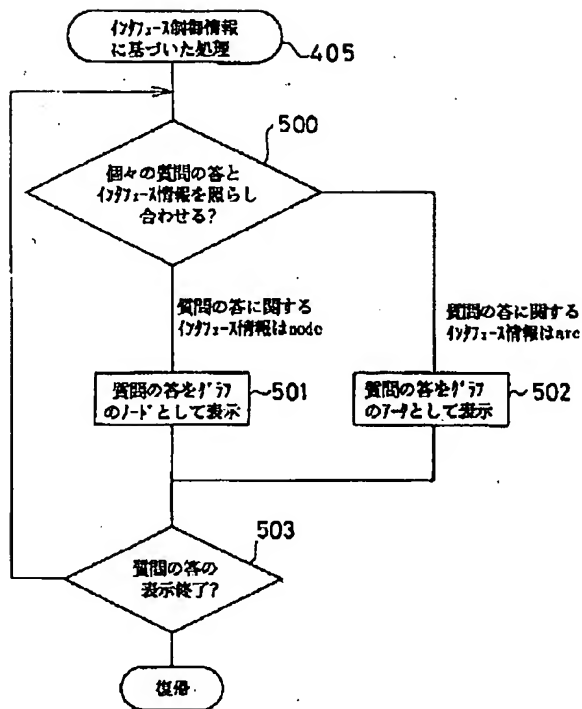 インタフェース制御情報
に基づいた処理
405
500
個々の質問の答と
インタフェース情報を照らし
合わせる?
質問の答に関する
インタフェース情報はnode
質問の答に関する
インタフェース情報はarc
質問の答をグラフ
のノードとして表示
501
質問の答をグラフ
のアークとして表示
502
503
質問の答の
表示終了?
復帰